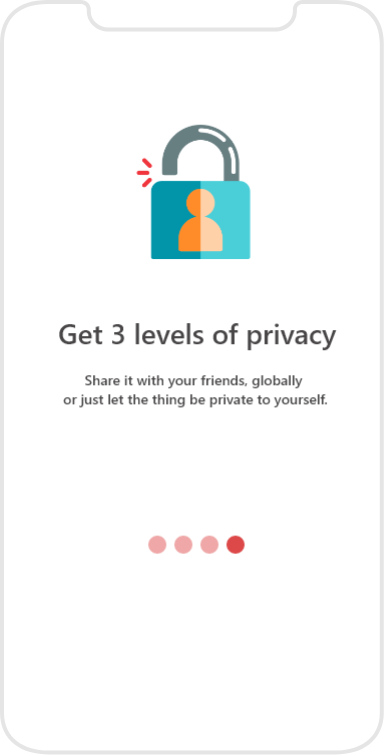 Get 3 levels of privacy
Share it with your friends, globally
or just let the thing be private to yourself.